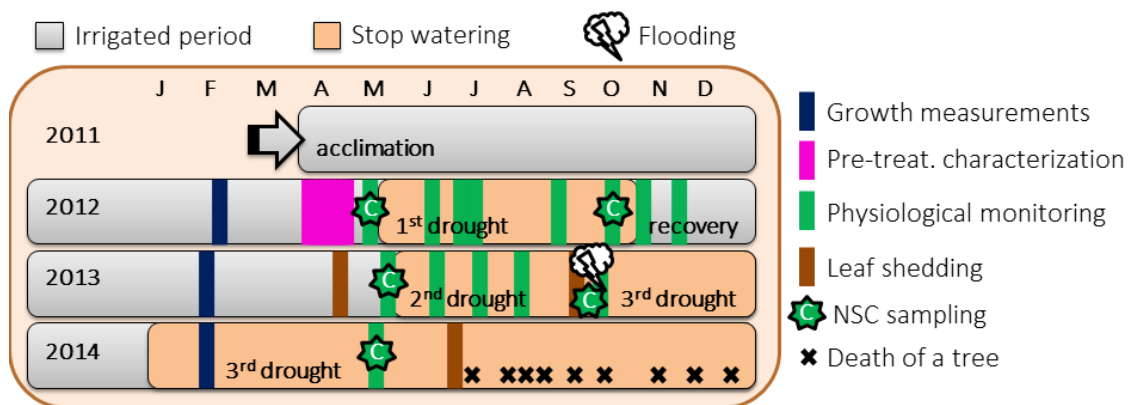 Irrigated period Stop watering Flooding
J F M A M J J A S O N D
2011
acclimation
2012
C
C
1st drought
recovery
2013
C
C
2nd drought
3rd drought
2014
C
3rd drought
Growth measurements
Pre-treat. characterization
Physiological monitoring
Leaf shedding
C NSC sampling
Death of a tree